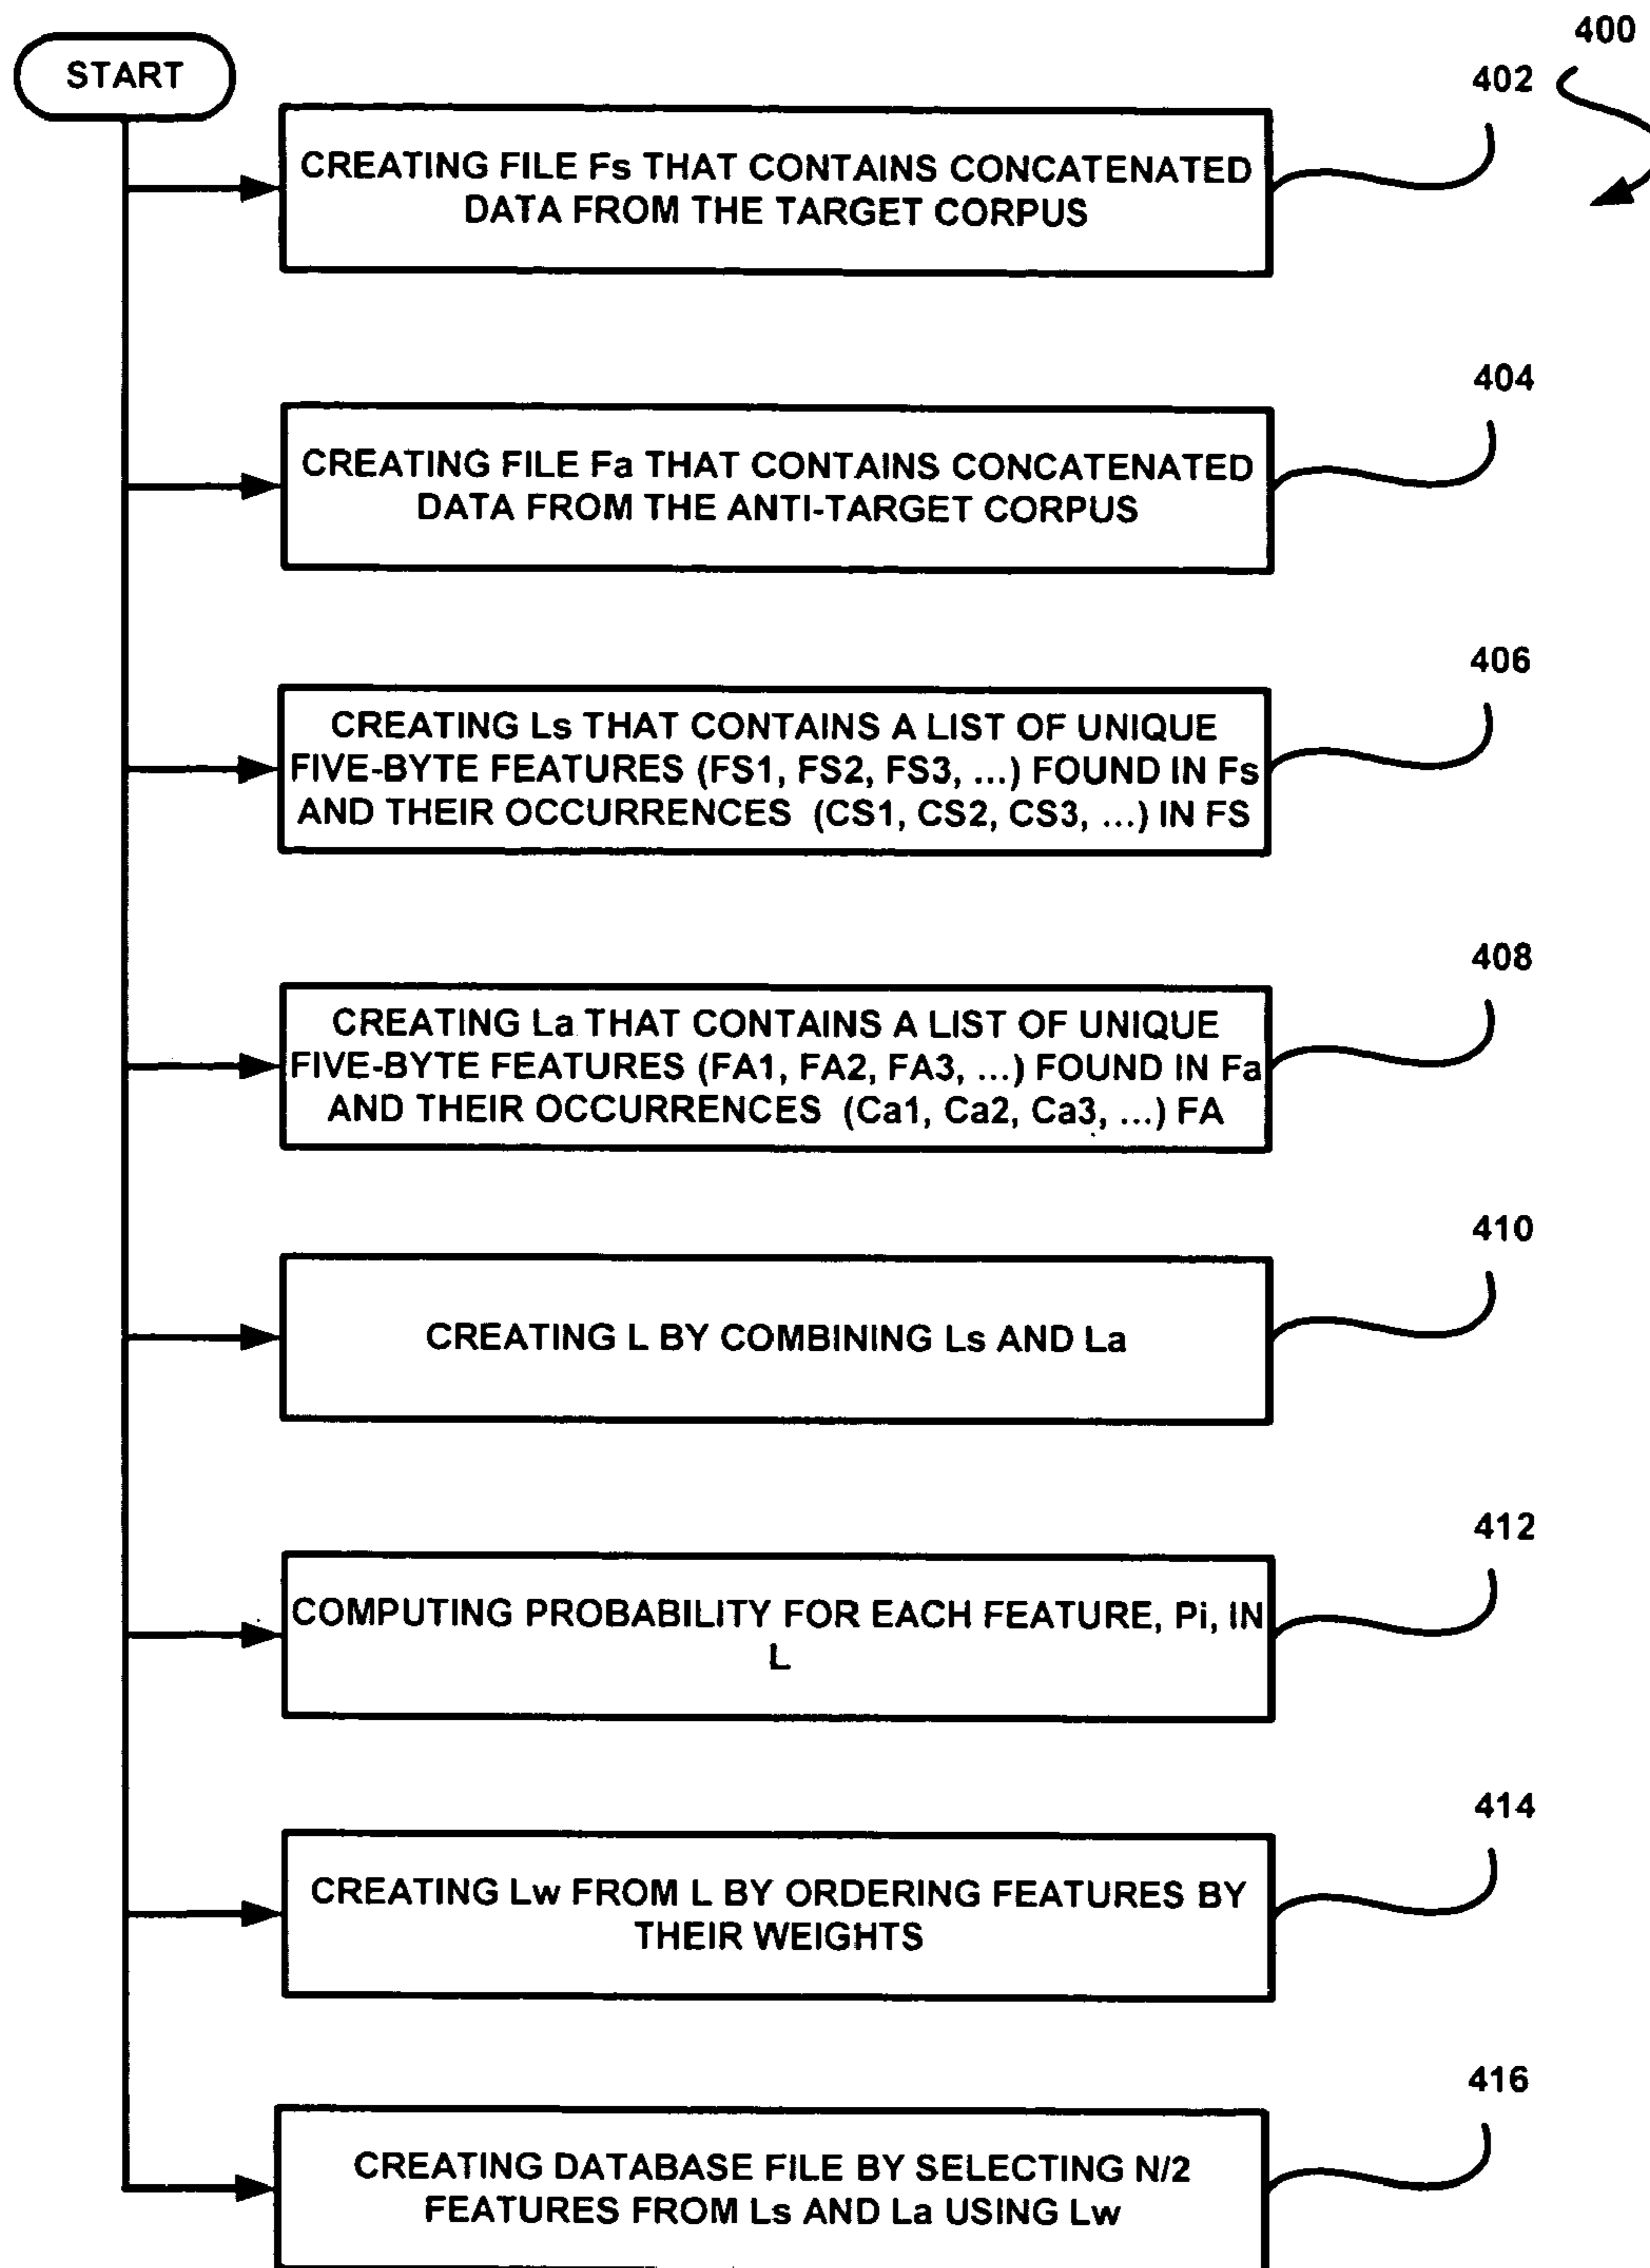 400
START
402
CREATING FILE Fs THAT CONTAINS CONCATENATED
DATA FROM THE TARGET CORPUS
404
CREATING FILE Fa THAT CONTAINS CONCATENATED
DATA FROM THE ANTI-TARGET CORPUS
406
CREATING Ls THAT CONTAINS A LIST OF UNIQUE
FIVE-BYTE FEATURES (FS1, FS2, FS3, ...) FOUND IN Fs
AND THEIR OCCURRENCES (CS1, CS2, CS3, ...) IN FS
408
CREATING La THAT CONTAINS A LIST OF UNIQUE
FIVE-BYTE FEATURES (FA1, FA2, FA3, ...) FOUND IN Fa
AND THEIR OCCURRENCES (Ca1, Ca2, Ca3, ...) FA
410
CREATING L BY COMBINING Ls AND La
412
COMPUTING PROBABILITY FOR EACH FEATURE, Pi, IN
L
414
CREATING Lw FROM L BY ORDERING FEATURES BY
THEIR WEIGHTS
416
CREATING DATABASE FILE BY SELECTING N/2
FEATURES FROM Ls AND La USING Lw